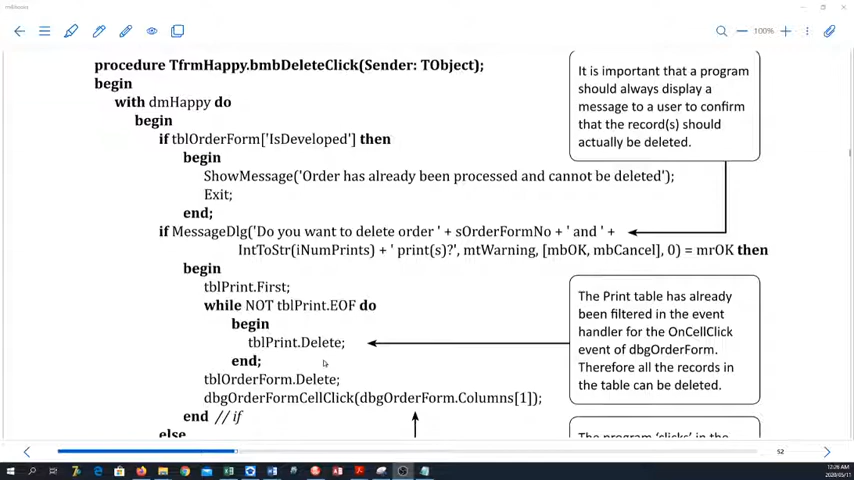 100%
procedure TfrmHappy.bmbDeleteClick(Sender: TObject);
begin
with dmHappy do
begin
if tblOrderForm['IsDeveloped'] then
begin
ShowMessage('Order has already been processed and cannot be deleted');
Exit;
end;
if MessageDlg('Do you want to delete order ' + sOrderFormNo + ' and ' +
IntToStr(iNumPrints) + ' print(s)?', mtWarning, [mbOK, mbCancel], 0) = mrOK then
begin
tblPrint.First;
while NOT tblPrint.EOF do
begin
tblPrint.Delete;
end;
tblOrderForm.Delete;
dbgOrderFormCellClick(dbgOrderForm.Columns[1]);
end // if
else
It is important that a program
should always display a
message to a user to confirm
that the record(s) should
actually be deleted.
The Print table has already
been filtered in the event
handler for the OnCellClick
event of dbgOrderForm.
Therefore all the records in
the table can be deleted.
The program 'clicks' in the
52
12:26 AM
2020/05/11